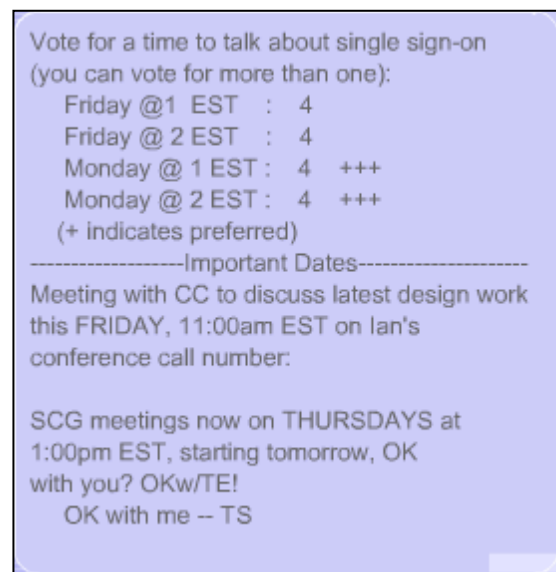 Vote for a time to talk about single sign-on
(you can vote for more than one):
Friday @1 EST : 4
Friday @ 2 EST : 4
Monday @ 1 EST : 4 +++
Monday @ 2 EST : 4 +++
(+ indicates preferred)
-------------------Important Dates---------------------
Meeting with CC to discuss latest design work
this FRIDAY, 11:00am EST on Ian's
conference call number:
SCG meetings now on THURSDAYS at
1:00pm EST, starting tomorrow, OK
with you? OKw/TE!
OK with me -- TS